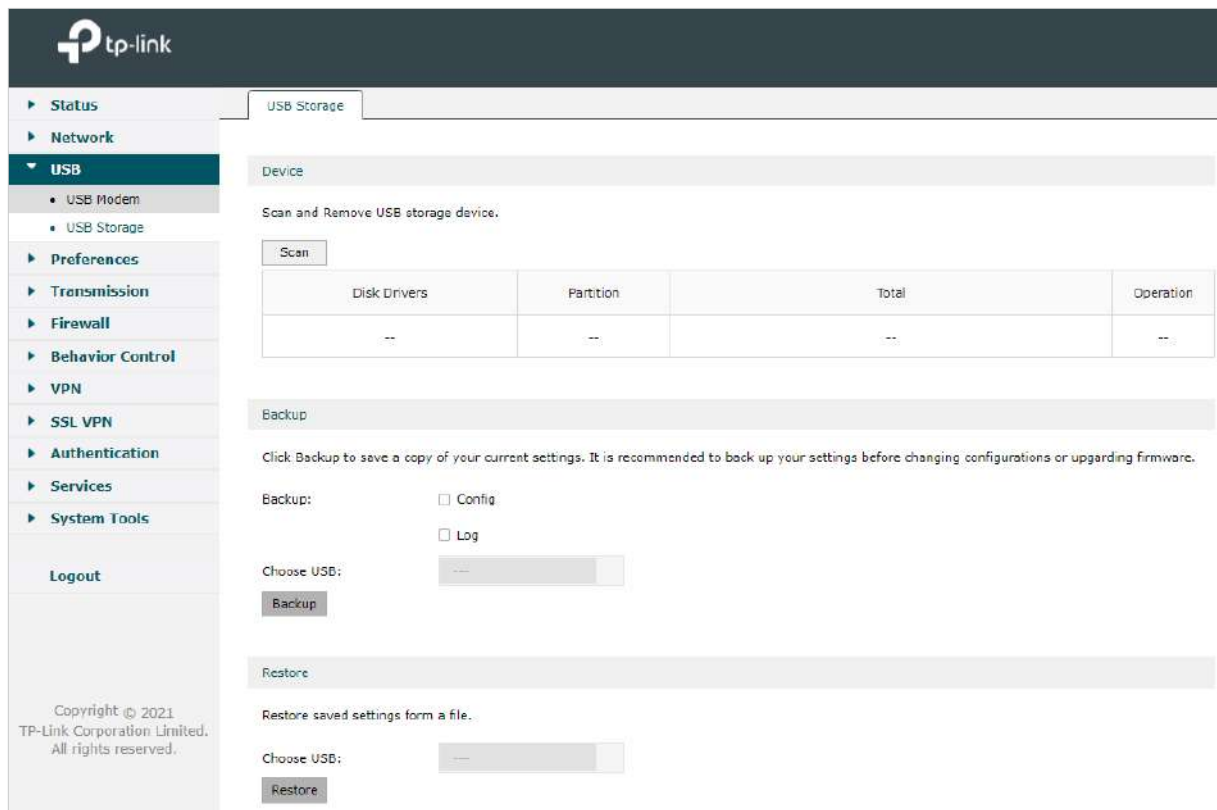 tp-link
Status
Network
USB
USB Modem
USB Storage
Preferences
Transmission
Firewall
Behavior Control
VPN
SSL VPN
Authentication
Services
System Tools
Logout
Copyright © 2021
TP-Link Corporation Limited.
All rights reserved.
USB Storage
Device
Scan and Remove USB storage device.
Scan
Disk Drivers Partition Total Operation
-- -- -- --
Backup
Click Backup to save a copy of your current settings. It is recommended to back up your settings before changing configurations or upgarding firmware.
Backup: Config
Log
Choose USB: ---
Backup
Restore
Restore saved settings form a file.
Choose USB: ---
Restore